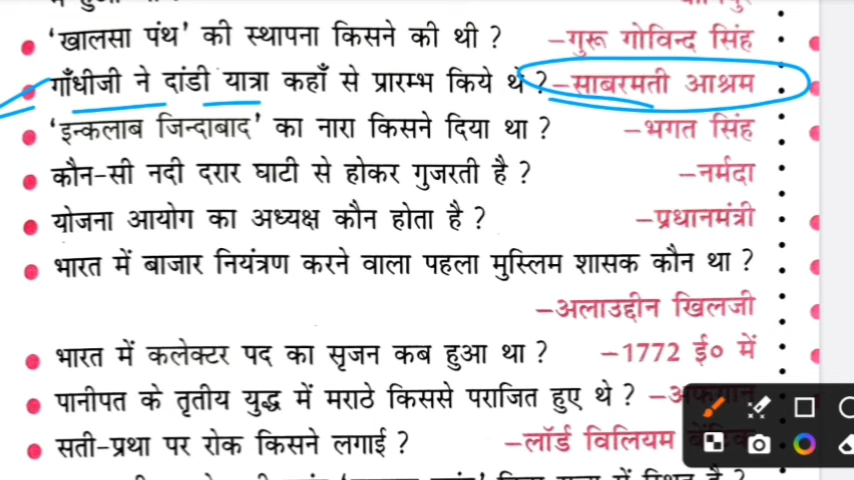 'खालसा पंथ' की स्थापना किसने की थी ? –गुरू गोविन्द सिंह
गाँधीजी ने दांडी यात्रा कहाँ से प्रारम्भ किये थे ? –साबरमती आश्रम
'इन्कलाब जिन्दाबाद' का नारा किसने दिया था ? –भगत सिंह
कौन-सी नदी दरार घाटी से होकर गुजरती है ? –नर्मदा
योजना आयोग का अध्यक्ष कौन होता है ? –प्रधानमंत्री
भारत में बाजार नियंत्रण करने वाला पहला मुस्लिम शासक कौन था ?
–अलाउद्दीन खिलजी
भारत में कलेक्टर पद का सृजन कब हुआ था ? –1772 ई० में
पानीपत के तृतीय युद्ध में मराठे किससे पराजित हुए थे ?
सती-प्रथा पर रोक किसने लगाई ? –लॉर्ड विलियम